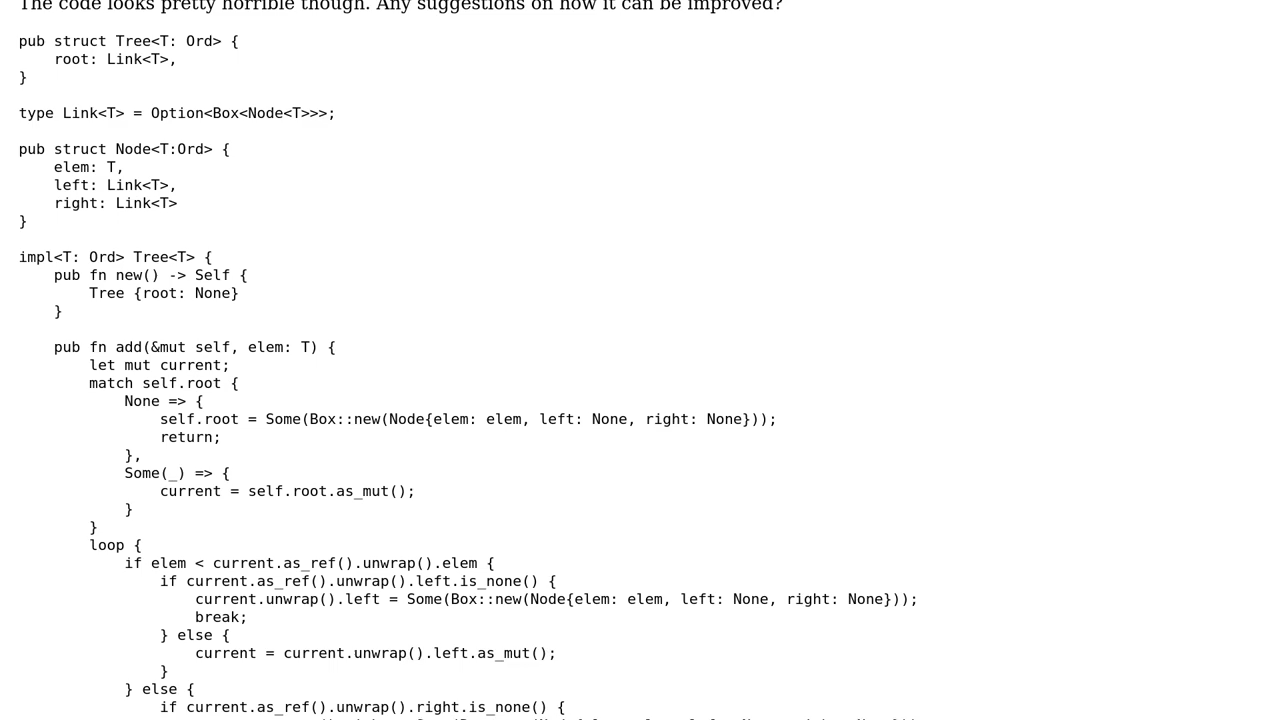 The code looks pretty horrible though. Any suggestions on how it can be improved?
pub struct Tree<T: Ord> {
    root: Link<T>,
}

type Link<T> = Option<Box<Node<T>>>;

pub struct Node<T:Ord> {
    elem: T,
    left: Link<T>,
    right: Link<T>
}

impl<T: Ord> Tree<T> {
    pub fn new() -> Self {
        Tree {root: None}
    }

    pub fn add(&mut self, elem: T) {
        let mut current;
        match self.root {
            None => {
                self.root = Some(Box::new(Node{elem: elem, left: None, right: None}));
                return;
            },
            Some(_) => {
                current = self.root.as_mut();
            }
        }
        loop {
            if elem < current.as_ref().unwrap().elem {
                if current.as_ref().unwrap().left.is_none() {
                    current.unwrap().left = Some(Box::new(Node{elem: elem, left: None, right: None}));
                    break;
                } else {
                    current = current.unwrap().left.as_mut();
                }
            } else {
                if current.as_ref().unwrap().right.is_none() {